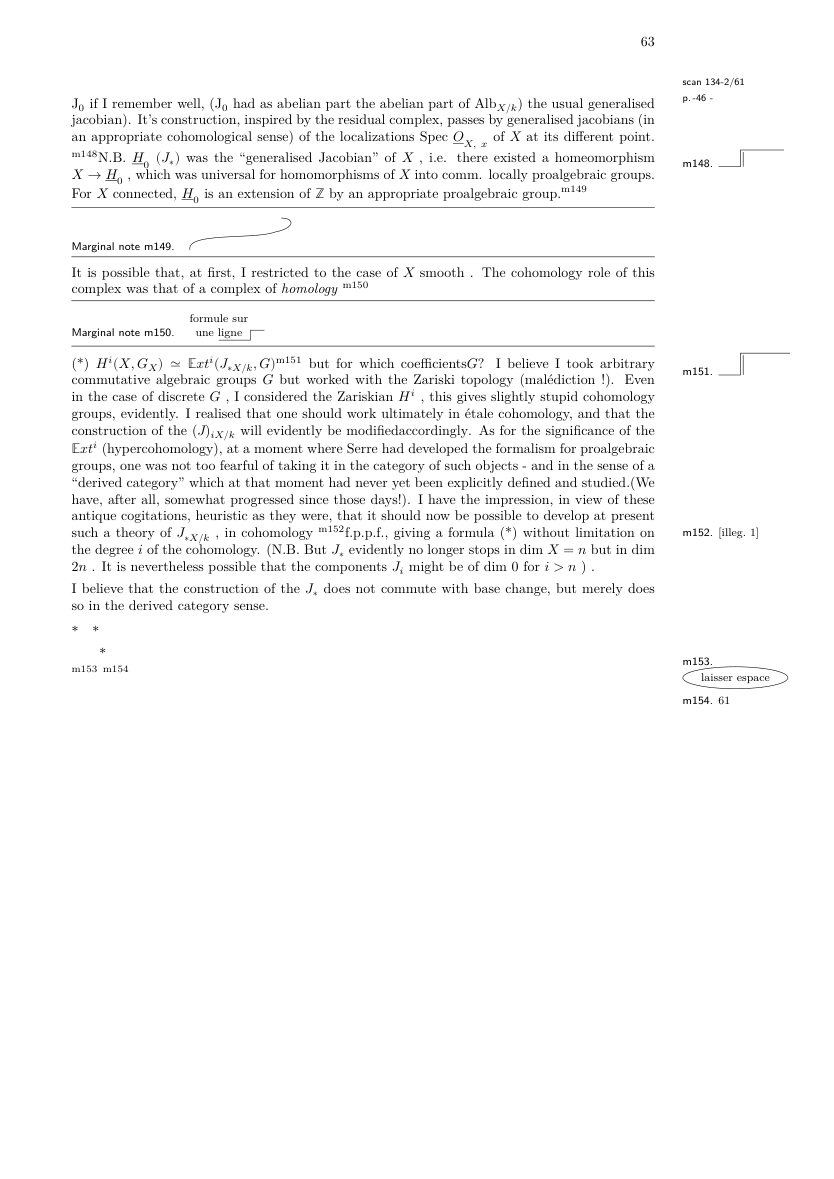 63
scan 134-2/61
p.-46 -
J₀ if I remember well, (J₀ had as abelian part the abelian part of Alb_{X/k}) the usual generalised
jacobian). It's construction, inspired by the residual complex, passes by generalised jacobians (in
an appropriate cohomological sense) of the localizations Spec O_{X, x} of X at its different point.
m148N.B. H₀ (J_*) was the “generalised Jacobian” of X , i.e. there existed a homeomorphism
m148.
X → H₀ , which was universal for homomorphisms of X into comm. locally proalgebraic groups.
For X connected, H₀ is an extension of ℤ by an appropriate proalgebraic group.m149
Marginal note m149.
It is possible that, at first, I restricted to the case of X smooth . The cohomology role of this
complex was that of a complex of homology m150
Marginal note m150.
formule sur
une ligne
(*) H^i(X, G_X) ≃ 𝔼xt^i(J_{*X/k}, G)m151 but for which coefficientsG? I believe I took arbitrary
m151.
commutative algebraic groups G but worked with the Zariski topology (malédiction !). Even
in the case of discrete G , I considered the Zariskian H^i , this gives slightly stupid cohomology
groups, evidently. I realised that one should work ultimately in étale cohomology, and that the
construction of the (J)_{iX/k} will evidently be modifiedaccordingly. As for the significance of the
𝔼xt^i (hypercohomology), at a moment where Serre had developed the formalism for proalgebraic
groups, one was not too fearful of taking it in the category of such objects - and in the sense of a
“derived category” which at that moment had never yet been explicitly defined and studied.(We
have, after all, somewhat progressed since those days!). I have the impression, in view of these
antique cogitations, heuristic as they were, that it should now be possible to develop at present
such a theory of J_{*X/k} , in cohomology m152f.p.p.f., giving a formula (*) without limitation on
m152. [illeg. 1]
the degree i of the cohomology. (N.B. But J_* evidently no longer stops in dim X = n but in dim
2n . It is nevertheless possible that the components J_i might be of dim 0 for i > n ) .
I believe that the construction of the J_* does not commute with base change, but merely does
so in the derived category sense.
* *
*
m153 m154
m153.
laisser espace
m154. 61